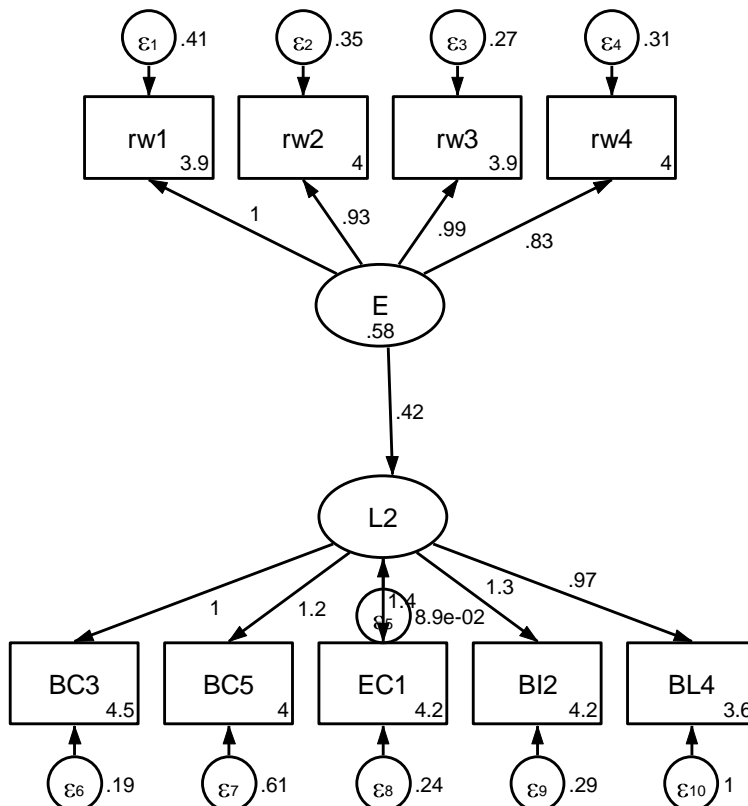 ε1 .41 ε2 .35 ε3 .27 ε4 .31
rw1 rw2 rw3 rw4
3.9 4 3.9 4
1 .93 .99 .83
E
.58
.42
L2
1 1.2 1.4 1.3 .97
ε5 8.9e-02
BC3 BC5 EC1 BI2 BL4
4.5 4 4.2 4.2 3.6
ε6 .19 ε7 .61 ε8 .24 ε9 .29 ε10 1